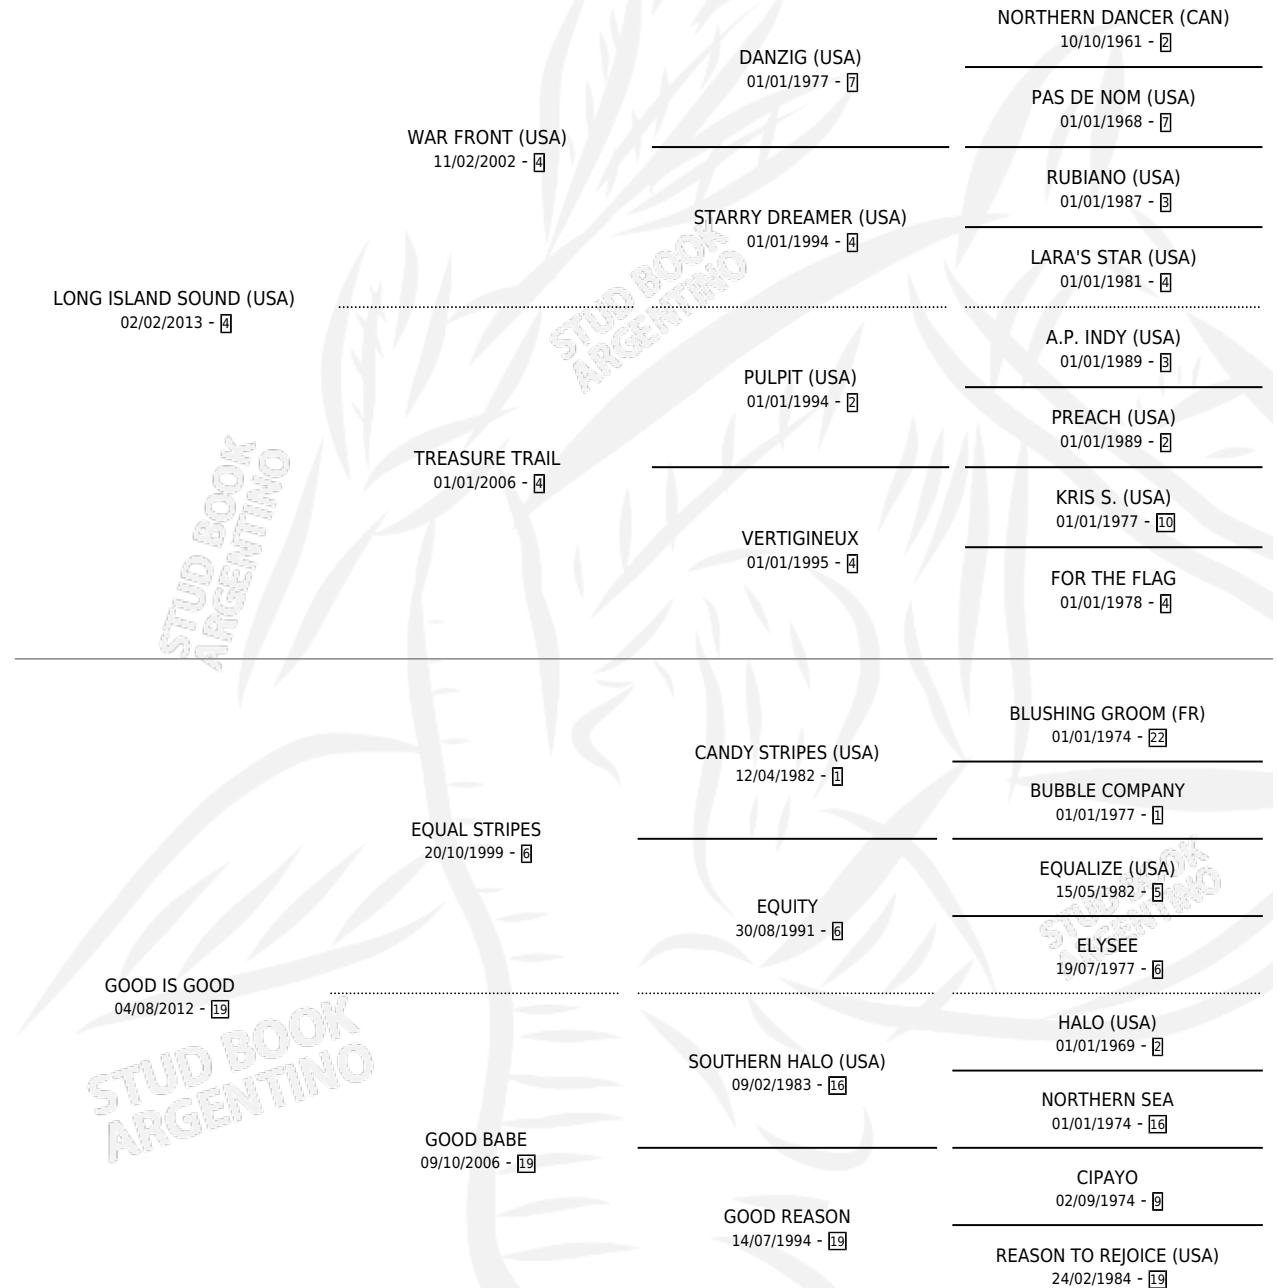 NORTHERN DANCER (CAN)
10/10/1961 - 2
DANZIG (USA)
01/01/1977 - 7
PAS DE NOM (USA)
01/01/1968 - 7
WAR FRONT (USA)
11/02/2002 - 4
RUBIANO (USA)
01/01/1987 - 3
STARRY DREAMER (USA)
01/01/1994 - 4
LARA'S STAR (USA)
01/01/1981 - 4
LONG ISLAND SOUND (USA)
02/02/2013 - 4
A.P. INDY (USA)
01/01/1989 - 3
PULPIT (USA)
01/01/1994 - 2
PREACH (USA)
01/01/1989 - 2
TREASURE TRAIL
01/01/2006 - 4
KRIS S. (USA)
01/01/1977 - 10
VERTIGINEUX
01/01/1995 - 4
FOR THE FLAG
01/01/1978 - 4
STUD BOOK
ARGENTINO
STUD BOOK
ARGENTINO
BLUSHING GROOM (FR)
01/01/1974 - 22
CANDY STRIPES (USA)
12/04/1982 - 1
BUBBLE COMPANY
01/01/1977 - 1
EQUAL STRIPES
20/10/1999 - 6
EQUALIZE (USA)
15/05/1982 - 5
EQUITY
30/08/1991 - 6
ELYSEE
19/07/1977 - 6
STUD BOOK
ARGENTINO
GOOD IS GOOD
04/08/2012 - 19
HALO (USA)
01/01/1969 - 2
SOUTHERN HALO (USA)
09/02/1983 - 16
NORTHERN SEA
01/01/1974 - 16
STUD BOOK
ARGENTINO
GOOD BABE
09/10/2006 - 19
CIPAYO
02/09/1974 - 9
GOOD REASON
14/07/1994 - 19
REASON TO REJOICE (USA)
24/02/1984 - 19